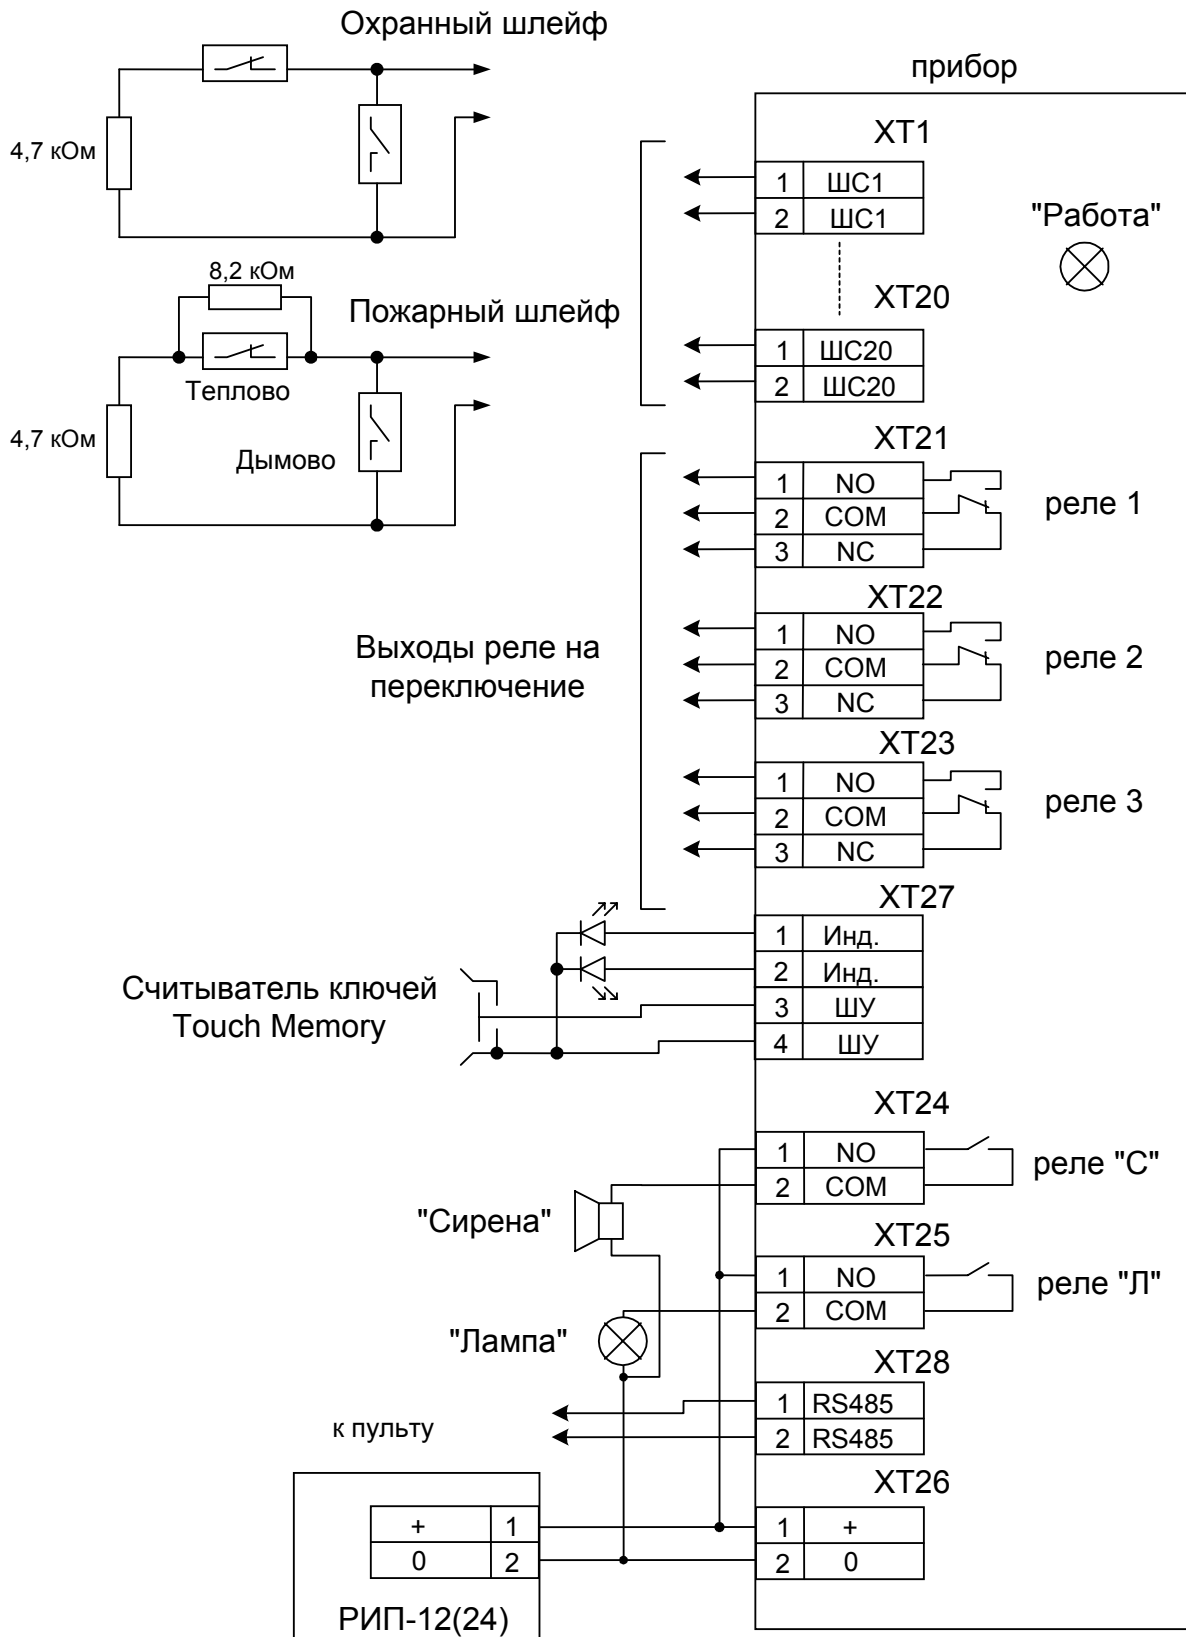 Охранный шлейф
4,7 кОм
8,2 кОм
Пожарный шлейф
Теплово
4,7 кОм
Дымово
прибор
"Работа"
XT1
1 ШС1
2 ШС1
XT20
1 ШС20
2 ШС20
XT21
1 NO
2 COM
3 NC
реле 1
Выходы реле на
переключение
XT22
1 NO
2 COM
3 NC
реле 2
XT23
1 NO
2 COM
3 NC
реле 3
XT27
1 Инд.
2 Инд.
3 ШУ
4 ШУ
Считыватель ключей
Touch Memory
XT24
1 NO
2 COM
реле "С"
"Сирена"
XT25
1 NO
2 COM
реле "Л"
"Лампа"
XT28
1 RS485
2 RS485
к пульту
XT26
1 +
2 0
+ 1
0 2
РИП-12(24)